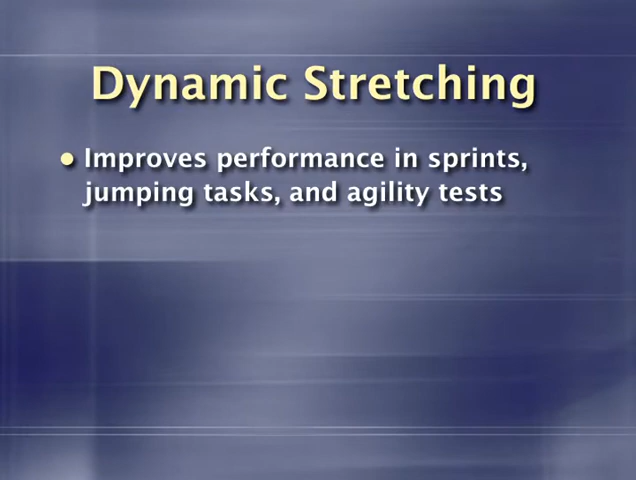 Dynamic Stretching
• Improves performance in sprints,
jumping tasks, and agility tests